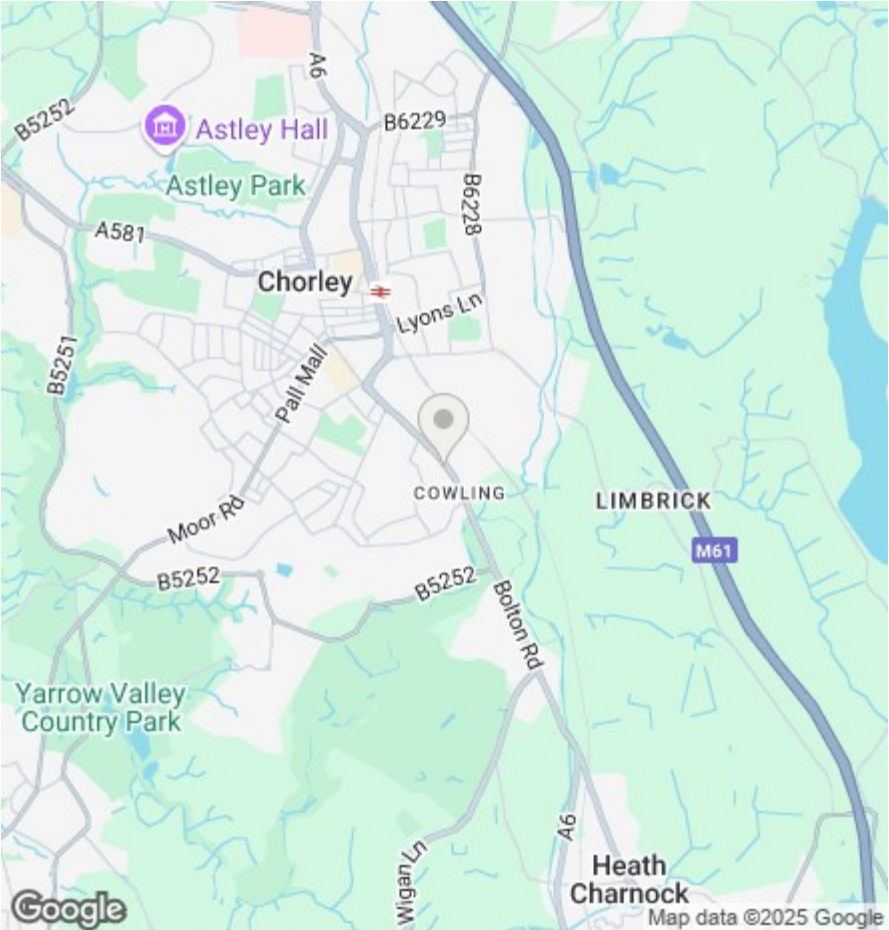 A6
B5252
B6229
Astley Hall
Astley Park
B6228
A581
Chorley
Lyons Ln
B5251
Pall Mall
COWLING
LIMBRICK
Moor Rd
M61
B5252
B5252
Bolton Rd
Yarrow Valley
Country Park
A6
Wigan Ln
Heath
Charnock
Google
Map data ©2025 Google